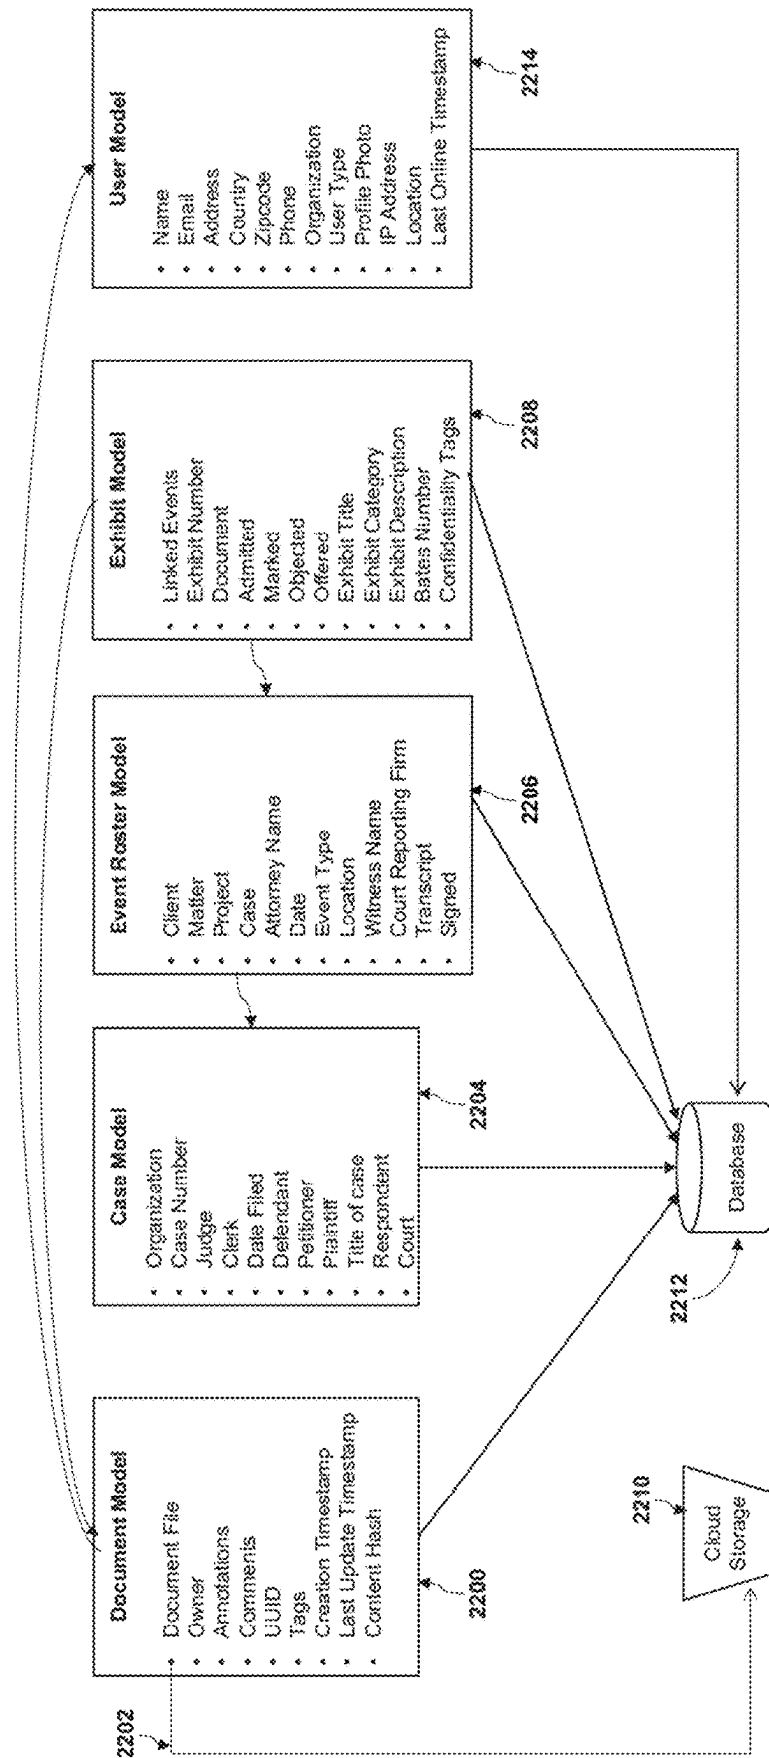 2202
Document Model
• Document File
• Owner
• Annotations
• Comments
• UUID
• Tags
• Creation Timestamp
• Last Update Timestamp
• Content Hash
2200
Case Model
• Organization
• Case Number
• Judge
• Clerk
• Date Filed
• Defendant
• Petitioner
• Plaintiff
• Title of case
• Respondent
• Court
2204
Event Roster Model
• Client
• Matter
• Project
• Case
• Attorney Name
• Date
• Event Type
• Location
• Witness Name
• Court Reporting Firm
• Transcript
• Signed
2206
Exhibit Model
• Linked Events
• Exhibit Number
• Document
• Admitted
• Marked
• Objected
• Offered
• Exhibit Title
• Exhibit Category
• Exhibit Description
• Bates Number
• Confidentiality Tags
2208
User Model
• Name
• Email
• Address
• Country
• Zipcode
• Phone
• Organization
• User Type
• Profile Photo
• IP Address
• Location
• Last Online Timestamp
2214
2210
Cloud
Storage
2212
Database